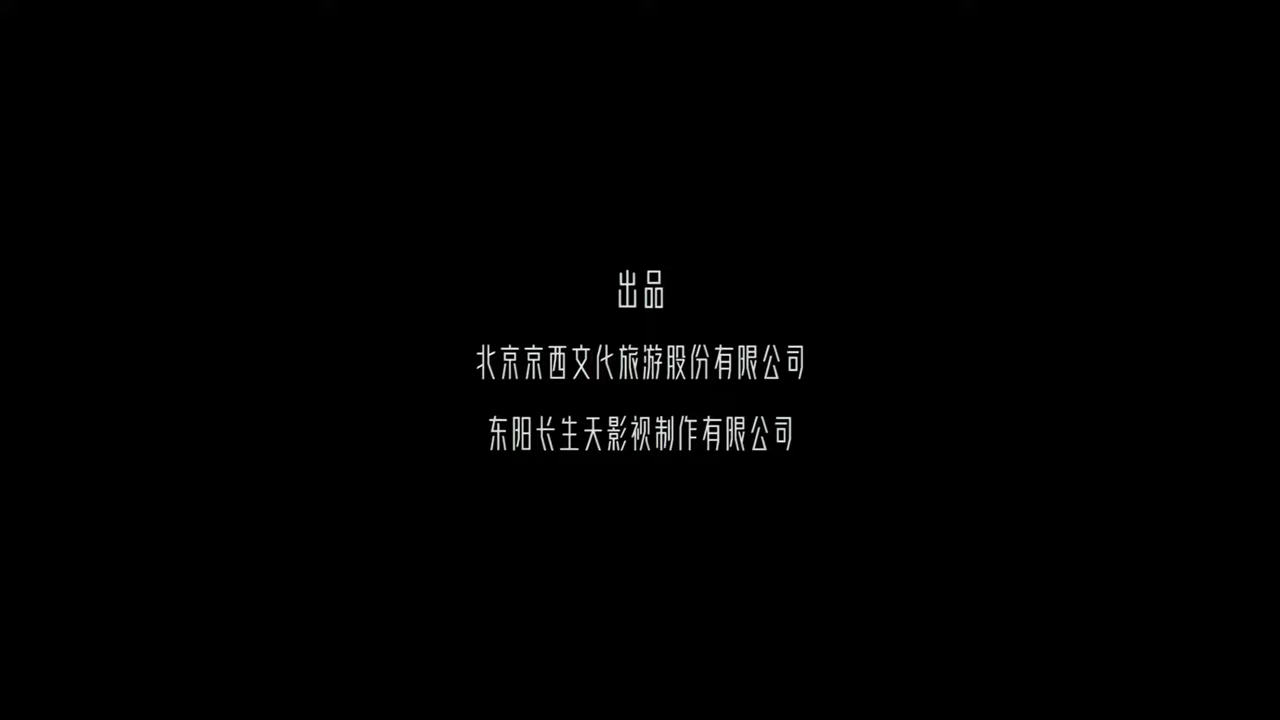 出品
北京京西文化旅游股份有限公司
东阳长生天影视制作有限公司